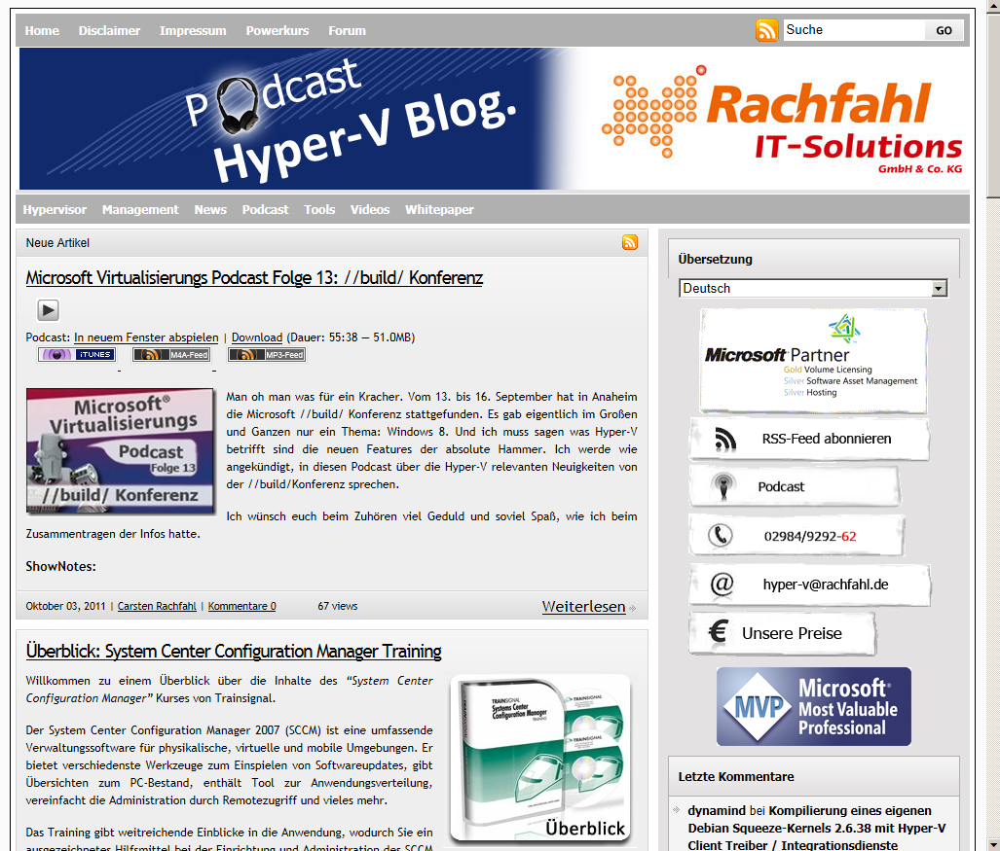 Home Disclaimer Impressum Powerkurs Forum
Suche GO
Podcast
Hyper-V Blog.
Rachfahl
IT-Solutions
GmbH & Co. KG
Hypervisor Management News Podcast Tools Videos Whitepaper
Neue Artikel
Microsoft Virtualisierungs Podcast Folge 13: //build/ Konferenz
Podcast: In neuem Fenster abspielen | Download (Dauer: 55:38 — 51.0MB)
iTUNES M4A-Feed MP3-Feed
Microsoft®
Virtualisierungs
Podcast
Folge 13
//build/ Konferenz
Man oh man was für ein Kracher. Vom 13. bis 16. September hat in Anaheim
die Microsoft //build/ Konferenz stattgefunden. Es gab eigentlich im Großen
und Ganzen nur ein Thema: Windows 8. Und ich muss sagen was Hyper-V
betrifft sind die neuen Features der absolute Hammer. Ich werde wie
angekündigt, in diesen Podcast über die Hyper-V relevanten Neuigkeiten von
der //build/Konferenz sprechen.
Ich wünsch euch beim Zuhören viel Geduld und soviel Spaß, wie ich beim
Zusammentragen der Infos hatte.
ShowNotes:
Oktober 03, 2011 | Carsten Rachfahl | Kommentare 0 67 views Weiterlesen
Überblick: System Center Configuration Manager Training
Willkommen zu einem Überblick über die Inhalte des “System Center
Configuration Manager” Kurses von Trainsignal.
Der System Center Configuration Manager 2007 (SCCM) ist eine umfassende
Verwaltungssoftware für physikalische, virtuelle und mobile Umgebungen. Er
bietet verschiedenste Werkzeuge zum Einspielen von Softwareupdates, gibt
Übersichten zum PC-Bestand, enthält Tool zur Anwendungsverteilung,
vereinfacht die Administration durch Remotezugriff und vieles mehr.
Das Training gibt weitreichende Einblicke in die Anwendung, wodurch Sie ein
ausgezeichnetes Hilfsmittel bei der Einrichtung und Administration des SCCM
TRAINSIGNAL
Systems Center
Configuration Manager
TRAINING
TRAINSIGNAL
TRAINSIGNAL
Überblick
Übersetzung
Deutsch
Microsoft Partner
Gold Volume Licensing
Silver Software Asset Management
Silver Hosting
RSS-Feed abonnieren
Podcast
02984/9292-62
@ hyper-v@rachfahl.de
€ Unsere Preise
MVP
Microsoft®
Most Valuable
Professional
Letzte Kommentare
dynamind bei Kompilierung eines eigenen
Debian Squeeze-Kernels 2.6.38 mit Hyper-V
Client Treiber / Integrationsdienste